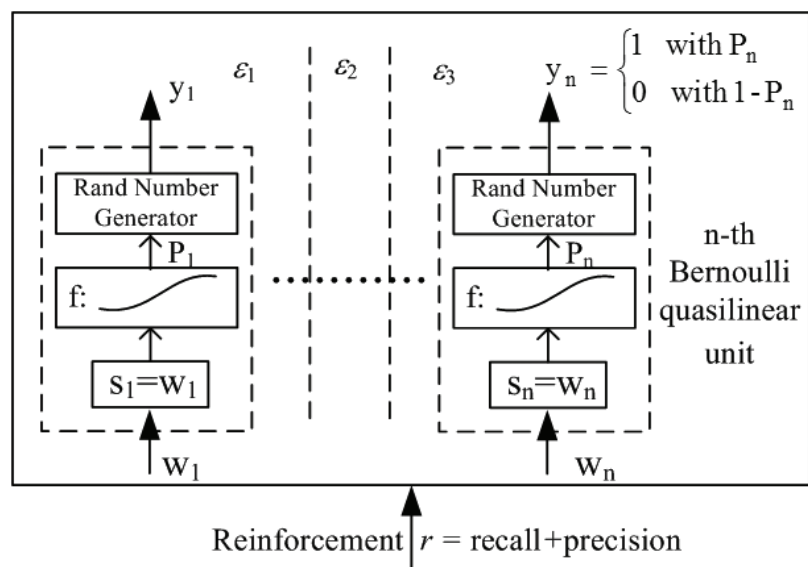 ε1 ε2 ε3
y1
yn = { 1 with Pn
0 with 1-Pn
Rand Number
Generator
P1
f:
s1=w1
w1
Rand Number
Generator
Pn
f:
sn=wn
wn
n-th
Bernoulli
quasilinear
unit
Reinforcement r = recall+precision